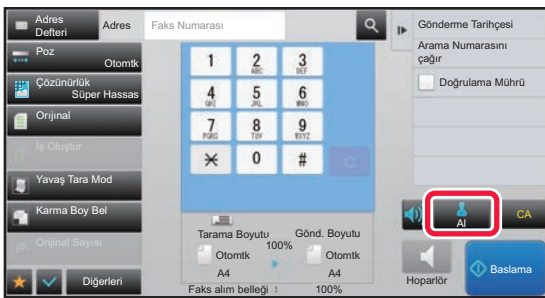 Adres Defteri
Adres
Faks Numarası
Poz
Otomtk
Çözünürlük
Süper Hassas
Orijinal
İş Oluştur
Yavaş Tara Mod
Karma Boy Bel
Orijinal Sayısı
Diğerleri
1
2
ABC
3
DEF
4
GHI
5
JKL
6
MNO
7
PQRS
8
TUV
9
WXYZ
0
#
C
Tarama Boyutu
Gönd. Boyutu
100%
Otomtk
Otomtk
A4
A4
Faks alım belleği : 100%
Gönderme Tarihçesi
Arama Numarasını
çağır
Doğrulama Mührü
Al
CA
Hoparlör
Baslama